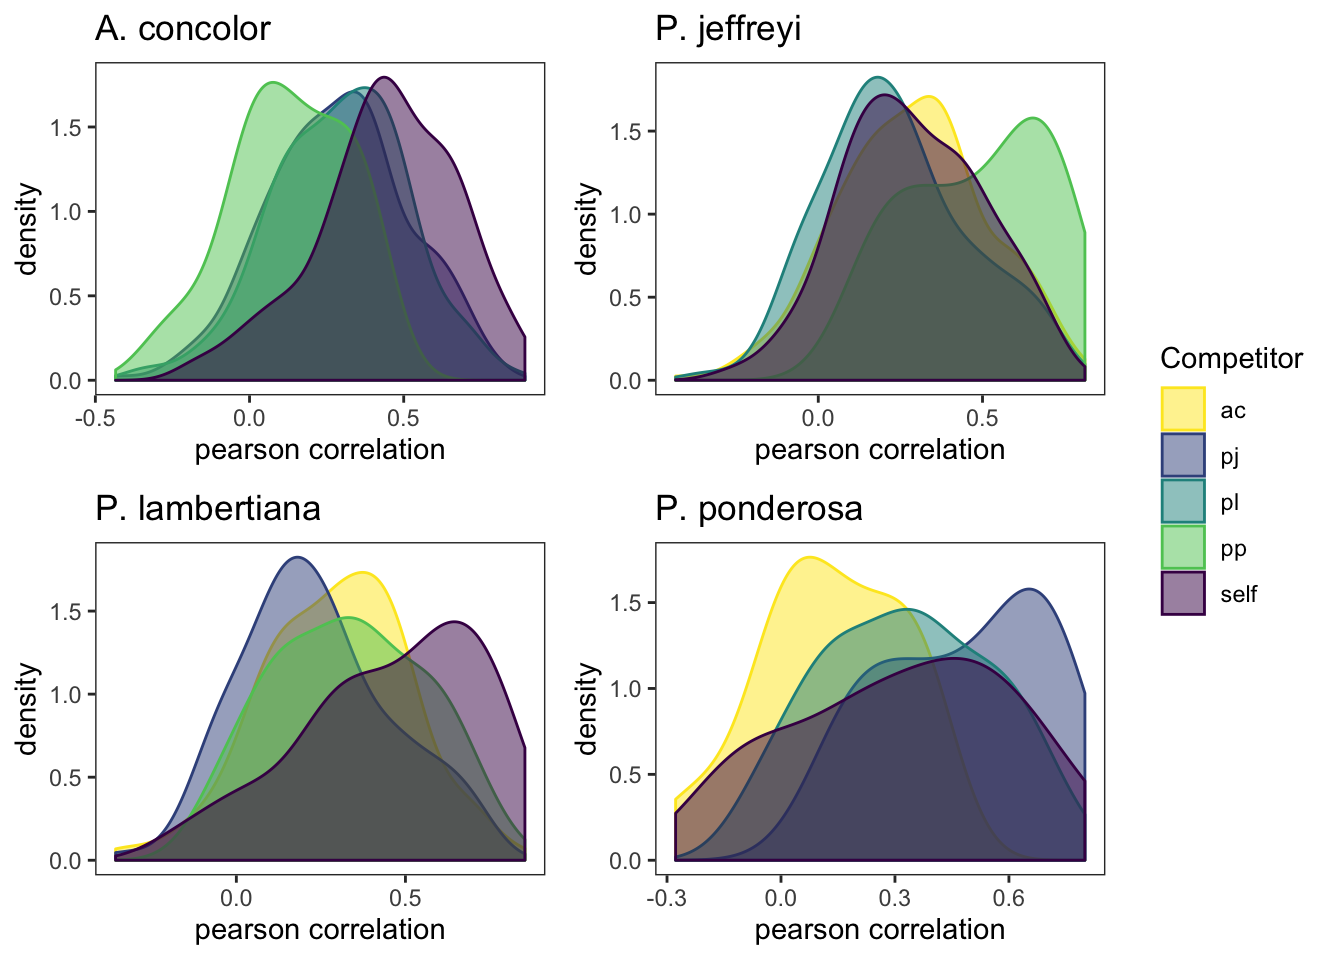 A. concolor
density
1.5
1.0
0.5
0.0
-0.5 0.0 0.5
pearson correlation
P. jeffreyi
density
1.5
1.0
0.5
0.0
0.0 0.5
pearson correlation
P. lambertiana
density
1.5
1.0
0.5
0.0
0.0 0.5
pearson correlation
P. ponderosa
density
1.5
1.0
0.5
0.0
-0.3 0.0 0.3 0.6
pearson correlation
Competitor
ac
pj
pl
pp
self